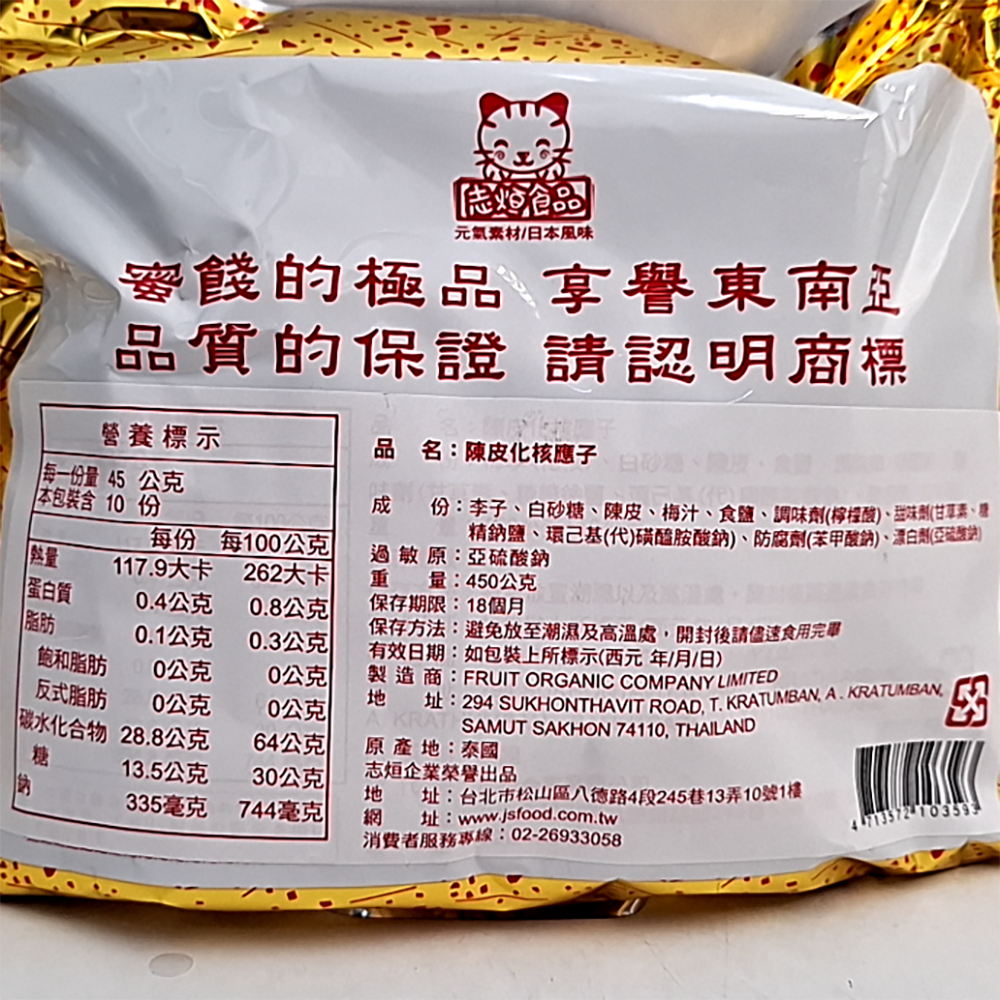 志烜食品
元氣素材/日本風味
蜜餞的極品 享譽東南亞
品質的保證 請認明商標
營養標示
每一份量 45 公克
本包裝含 10 份
每份 每100公克
熱量 117.9大卡 262大卡
蛋白質 0.4公克 0.8公克
脂肪 0.1公克 0.3公克
飽和脂肪 0公克 0公克
反式脂肪 0公克 0公克
碳水化合物 28.8公克 64公克
糖 13.5公克 30公克
鈉 335毫克 744毫克
品 名：陳皮化核應子
成 份：李子、白砂糖、陳皮、梅汁、食鹽、調味劑(檸檬酸)、甜味劑(甘草素、糖
精鈉鹽、環己基(代)磺醯胺酸鈉)、防腐劑(苯甲酸鈉)、漂白劑(亞硫酸鈉)
過敏原：亞硫酸鈉
重 量：450公克
保存期限：18個月
保存方法：避免放至潮濕及高溫處，開封後請儘速食用完畢
有效日期：如包裝上所標示(西元 年/月/日)
製造商：FRUIT ORGANIC COMPANY LIMITED
地 址：294 SUKHONTHAVIT ROAD, T. KRATUMBAN, A . KRATUMBAN,
SAMUT SAKHON 74110, THAILAND
原產地：泰國
志烜企業榮譽出品
地 址：台北市松山區八德路4段245巷13弄10號1樓
網 址：www.jsfood.com.tw
消費者服務專線：02-26933058
4 713572 103593